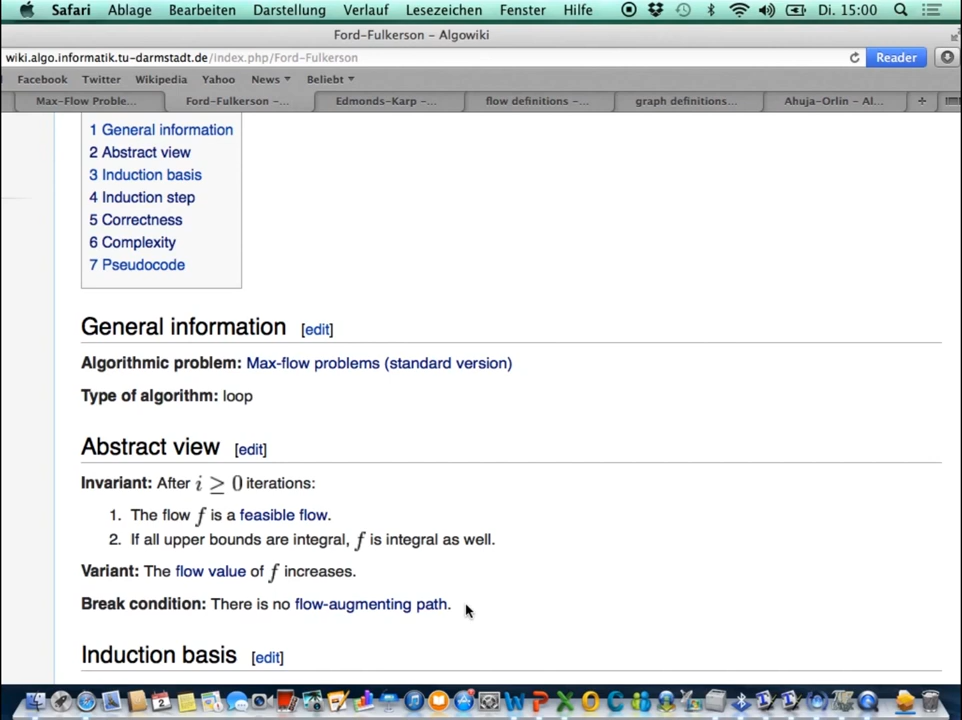 Safari Ablage Bearbeiten Darstellung Verlauf Lesezeichen Fenster Hilfe Di. 15:00
Ford-Fulkerson – Algowiki
wiki.algo.informatik.tu-darmstadt.de/index.php/Ford-Fulkerson Reader
Facebook Twitter Wikipedia Yahoo News Beliebt
Max-Flow Proble... Ford-Fulkerson –... Edmonds-Karp –... flow definitions –... graph definitions... Ahuja-Orlin – Al...
1 General information
2 Abstract view
3 Induction basis
4 Induction step
5 Correctness
6 Complexity
7 Pseudocode
General information [edit]
Algorithmic problem: Max-flow problems (standard version)
Type of algorithm: loop
Abstract view [edit]
Invariant: After i ≥ 0 iterations:
1. The flow f is a feasible flow.
2. If all upper bounds are integral, f is integral as well.
Variant: The flow value of f increases.
Break condition: There is no flow-augmenting path.
Induction basis [edit]